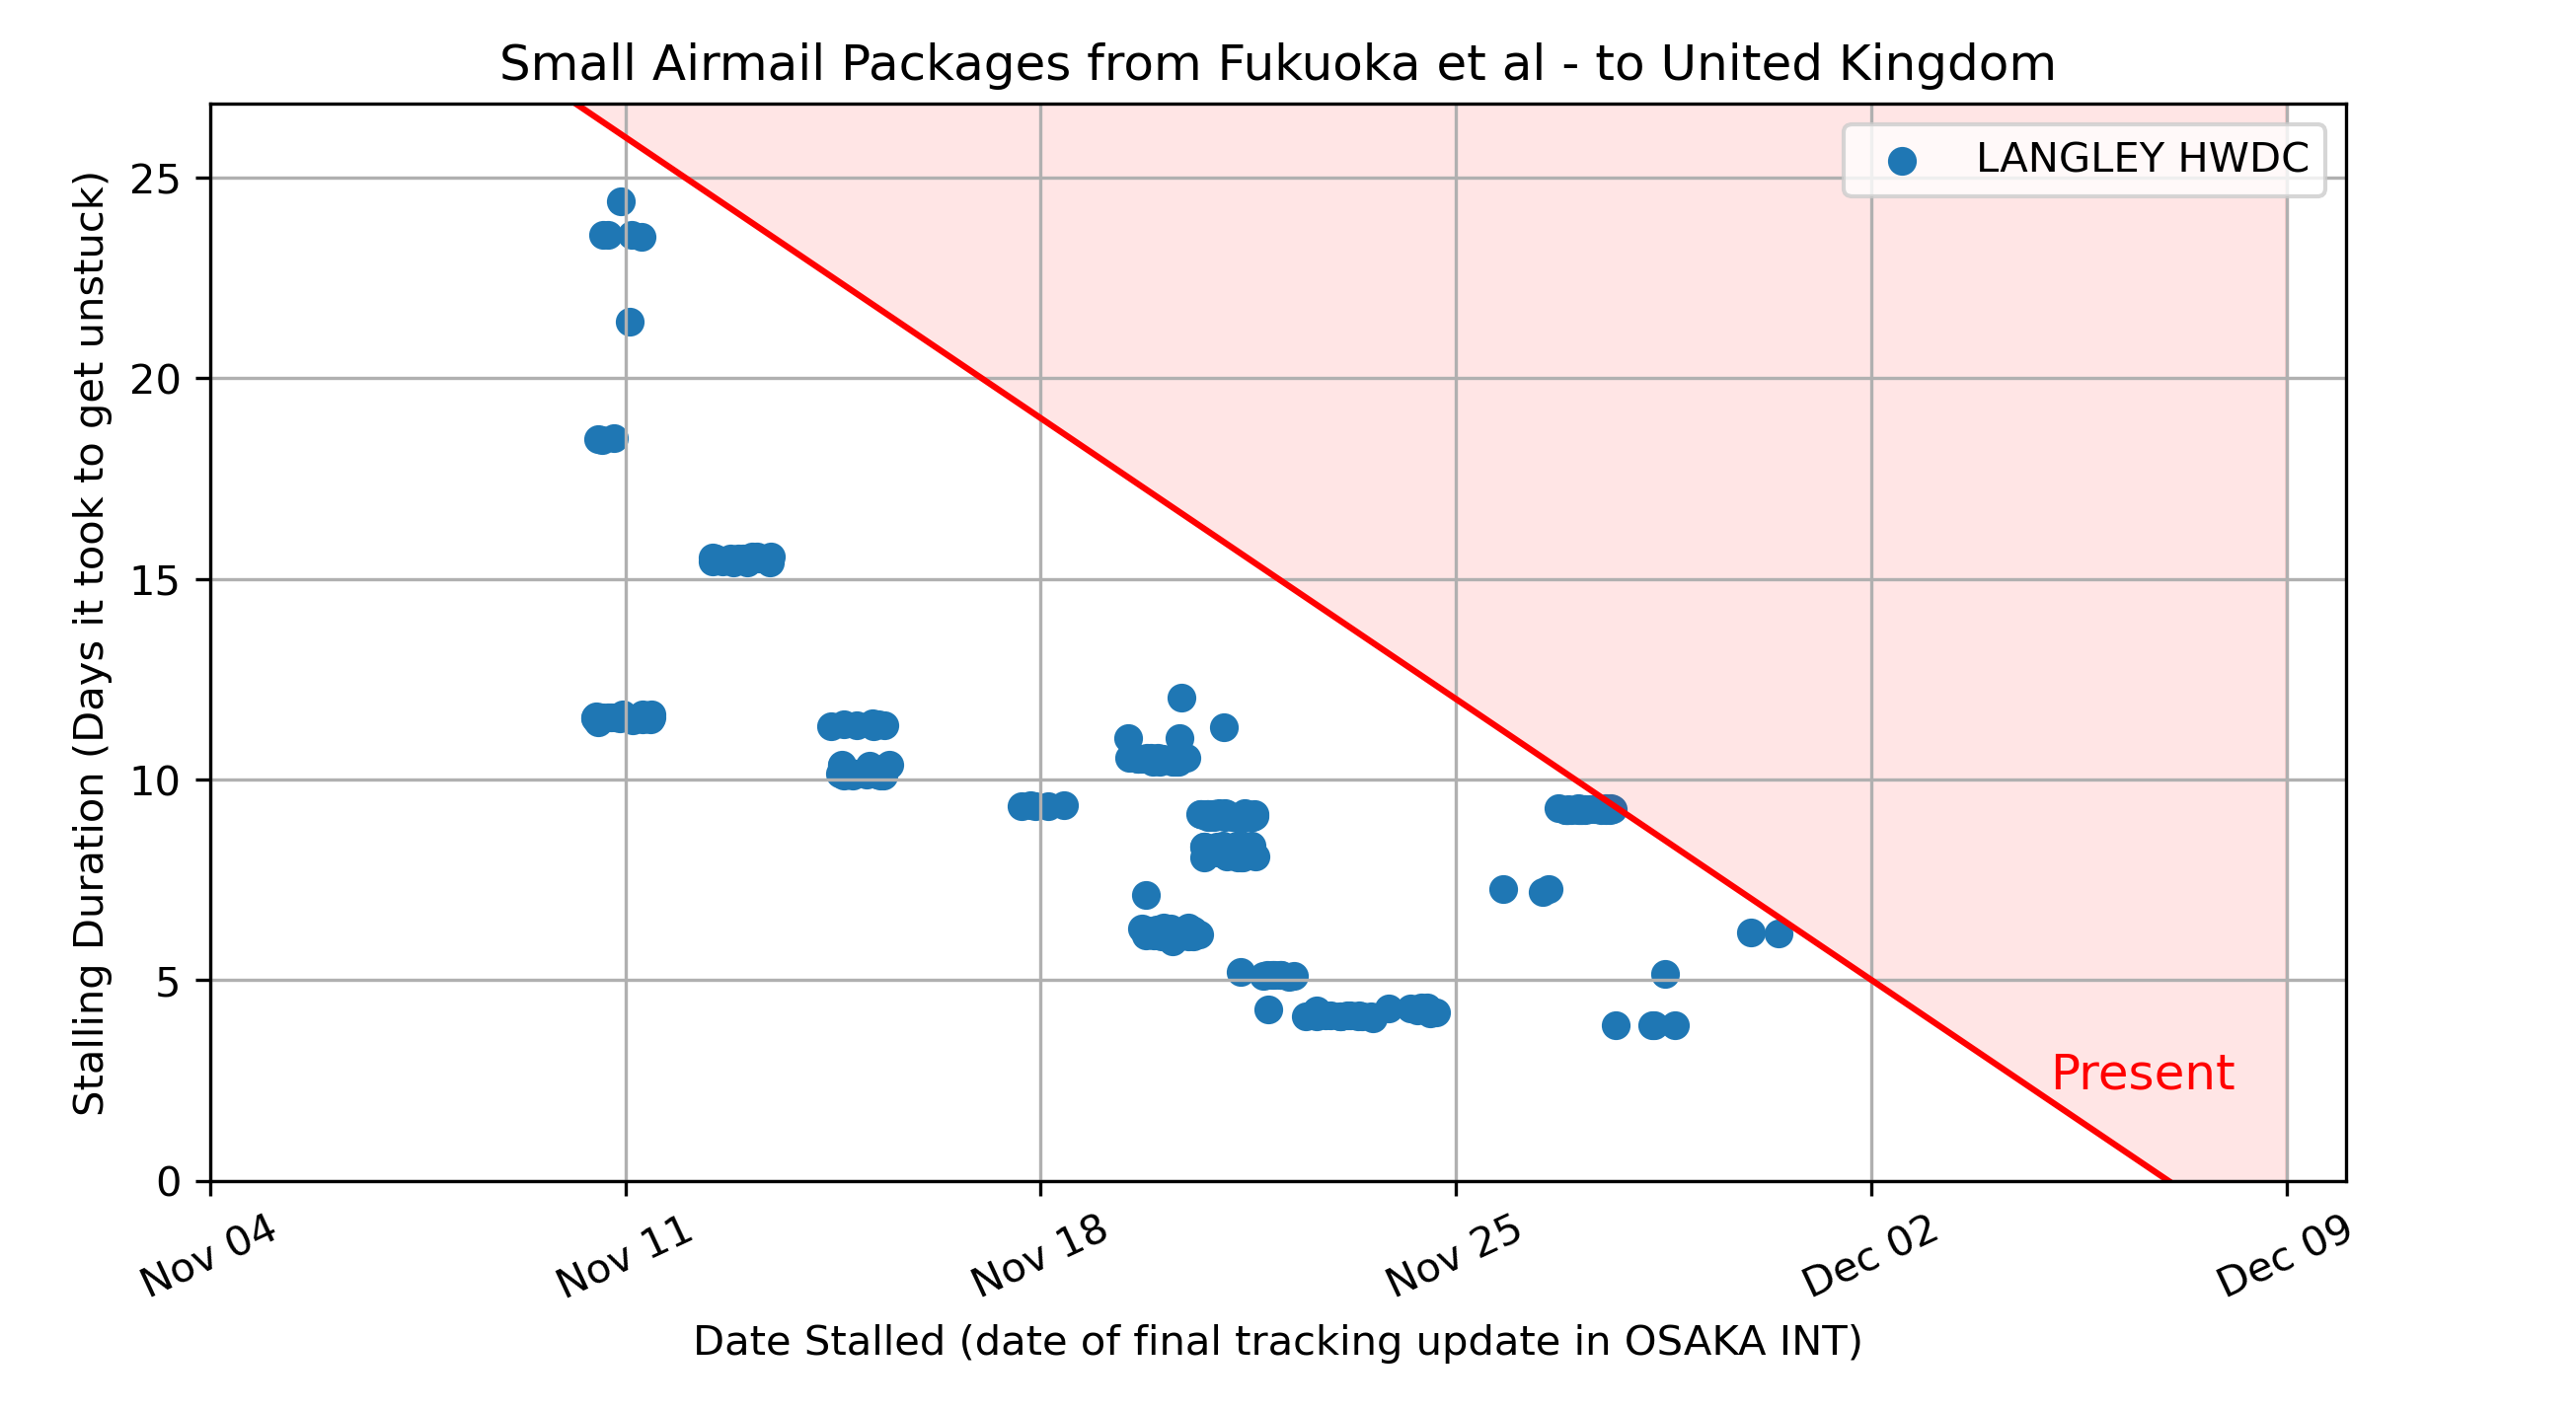 Small Airmail Packages from Fukuoka et al - to United Kingdom
LANGLEY HWDC
Stalling Duration (Days it took to get unstuck)
25
20
15
10
5
0
Present
Nov 04
Nov 11
Nov 18
Nov 25
Dec 02
Dec 09
Date Stalled (date of final tracking update in OSAKA INT)